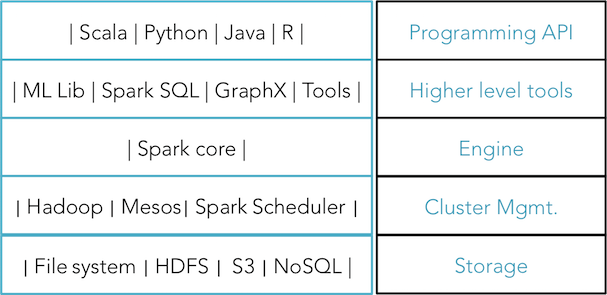 | Scala | Python | Java | R |
Programming API
| ML Lib | Spark SQL | GraphX | Tools |
Higher level tools
| Spark core |
Engine
| Hadoop | Mesos| Spark Scheduler |
Cluster Mgmt.
| File system | HDFS | S3 | NoSQL |
Storage